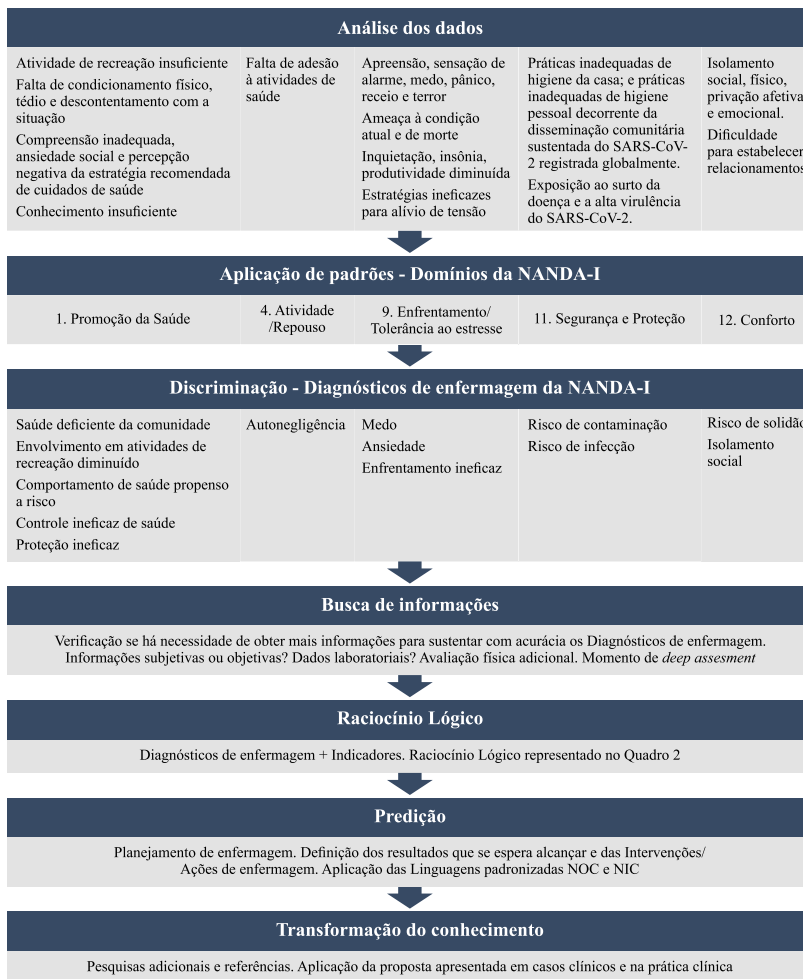 Análise dos dados
Atividade de recreação insuficiente
Falta de condicionamento físico,
tédio e descontentamento com a
situação
Compreensão inadequada,
ansiedade social e percepção
negativa da estratégia recomendada
de cuidados de saúde
Conhecimento insuficiente
Falta de adesão
à atividades de
saúde
Apreensão, sensação de
alarme, medo, pânico,
receio e terror
Ameaça à condição
atual e de morte
Inquietação, insônia,
produtividade diminuída
Estratégias ineficazes
para alívio de tensão
Práticas inadequadas de
higiene da casa; e práticas
inadequadas de higiene
pessoal decorrente da
disseminação comunitária
sustentada do SARS-CoV-
2 registrada globalmente.
Exposição ao surto da
doença e a alta virulência
do SARS-CoV-2.
Isolamento
social, físico,
privação afetiva
e emocional.
Dificuldade
para estabelecer
relacionamentos
Aplicação de padrões - Domínios da NANDA-I
1. Promoção da Saúde
4. Atividade
/Repouso
9. Enfrentamento/
Tolerância ao estresse
11. Segurança e Proteção
12. Conforto
Discriminação - Diagnósticos de enfermagem da NANDA-I
Saúde deficiente da comunidade
Envolvimento em atividades de
recreação diminuído
Comportamento de saúde propenso
a risco
Controle ineficaz de saúde
Proteção ineficaz
Autonegligência
Medo
Ansiedade
Enfrentamento ineficaz
Risco de contaminação
Risco de infecção
Risco de solidão
Isolamento
social
Busca de informações
Verificação se há necessidade de obter mais informações para sustentar com acurácia os Diagnósticos de enfermagem.
Informações subjetivas ou objetivas? Dados laboratoriais? Avaliação física adicional. Momento de deep assesment
Raciocínio Lógico
Diagnósticos de enfermagem + Indicadores. Raciocínio Lógico representado no Quadro 2
Predição
Planejamento de enfermagem. Definição dos resultados que se espera alcançar e das Intervenções/
Ações de enfermagem. Aplicação das Linguagens padronizadas NOC e NIC
Transformação do conhecimento
Pesquisas adicionais e referências. Aplicação da proposta apresentada em casos clínicos e na prática clínica